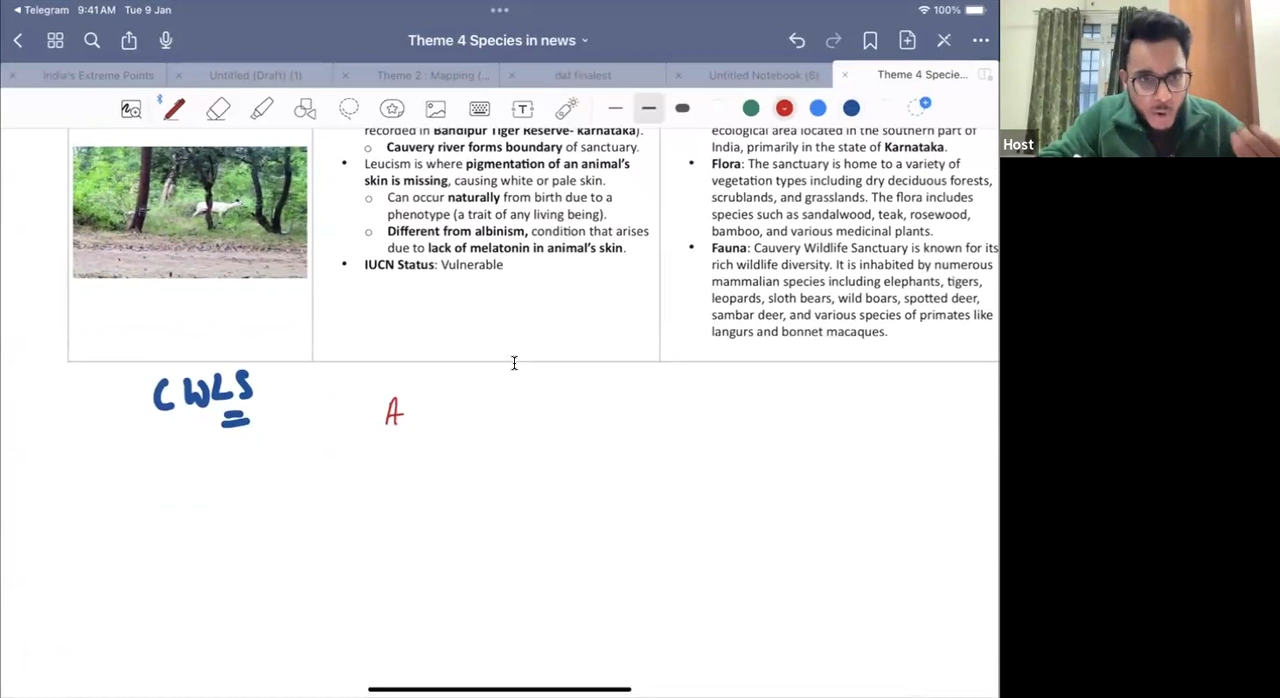 Telegram 9:41 AM Tue 9 Jan 100%
Theme 4 Species in news
India's Extreme Points
Untitled (Draft) (1)
Theme 2 : Mapping (...
daf finalest
Untitled Notebook (6)
Theme 4 Specie...
Host
recorded in Bandipur Tiger Reserve- karnataka).
Cauvery river forms boundary of sanctuary.
Leucism is where pigmentation of an animal's
skin is missing, causing white or pale skin.
Can occur naturally from birth due to a
phenotype (a trait of any living being).
Different from albinism, condition that arises
due to lack of melatonin in animal's skin.
IUCN Status: Vulnerable
ecological area located in the southern part of
India, primarily in the state of Karnataka.
Flora: The sanctuary is home to a variety of
vegetation types including dry deciduous forests,
scrublands, and grasslands. The flora includes
species such as sandalwood, teak, rosewood,
bamboo, and various medicinal plants.
Fauna: Cauvery Wildlife Sanctuary is known for its
rich wildlife diversity. It is inhabited by numerous
mammalian species including elephants, tigers,
leopards, sloth bears, wild boars, spotted deer,
sambar deer, and various species of primates like
langurs and bonnet macaques.
CWLS
A